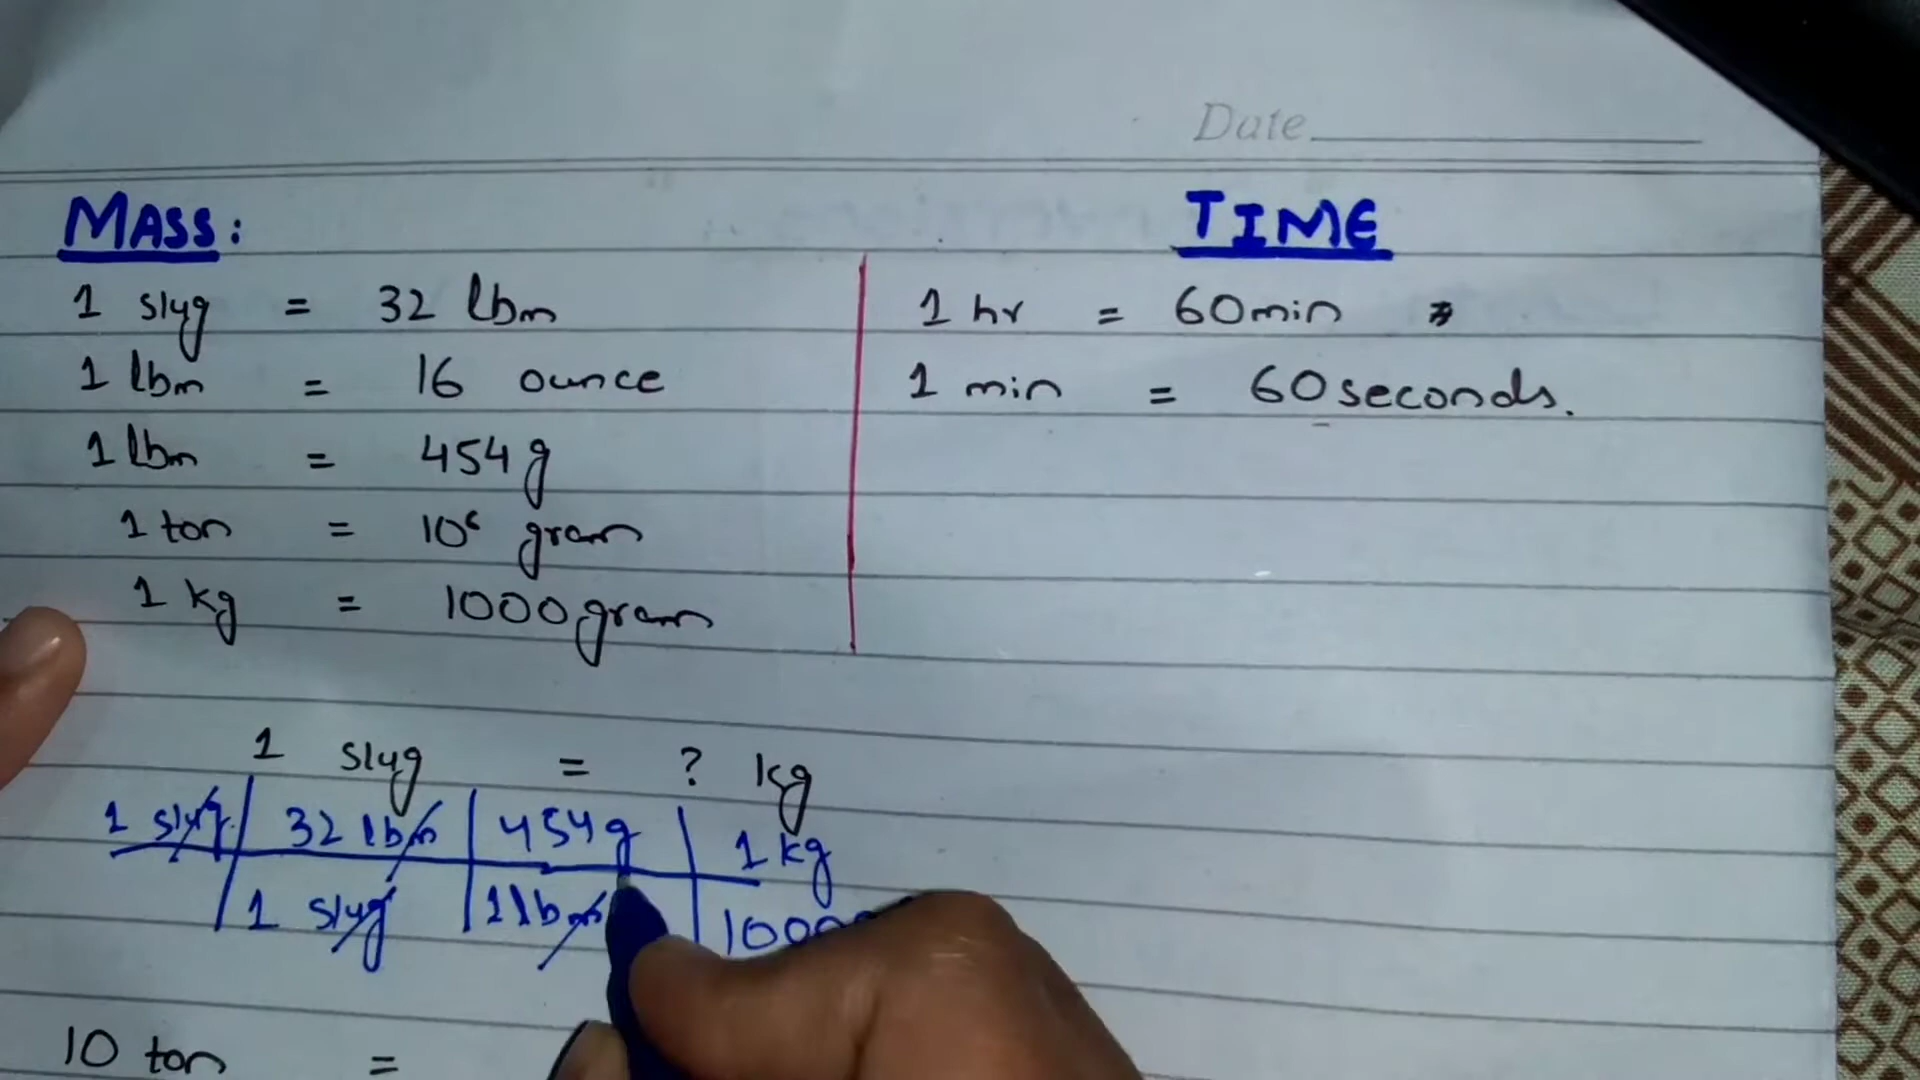 Date
MASS:
1 slug = 32 lbm
1 lbm = 16 ounce
1 lbm = 454 g
1 ton = 10⁶ gram
1 kg = 1000 gram
TIME
1 hr = 60 min
1 min = 60 seconds.
1 slug = ? kg
1 slug | 32 lbm | 454 g | 1 kg
1 slug | 1 lbm | 1000
10 ton =